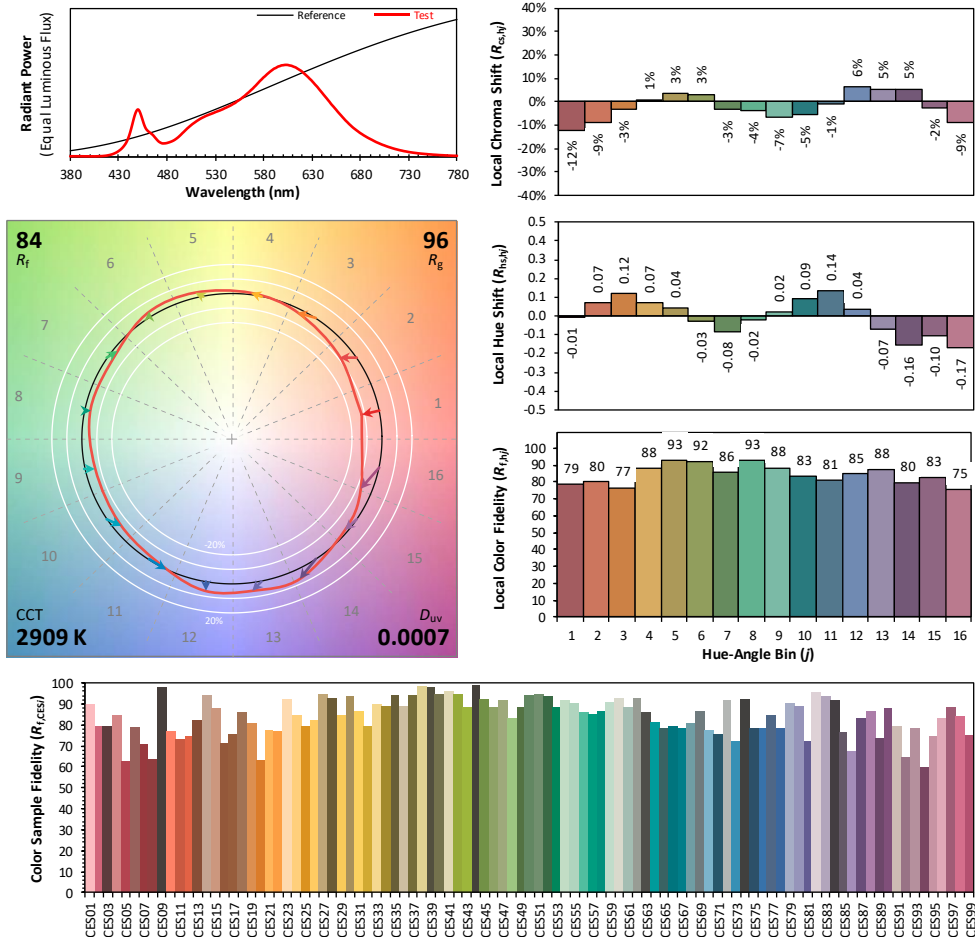 Radiant Power
(Equal Luminous Flux)
Reference
Test
380
430
480
530
580
630
680
730
780
Wavelength (nm)
Local Chroma Shift (Rcs,hj)
40%
30%
20%
10%
0%
-10%
-20%
-30%
-40%
-12%
-9%
-3%
1%
3%
3%
-3%
-4%
-7%
-5%
-1%
6%
5%
5%
-2%
-9%
84
Rf
96
Rg
CCT
2909 K
Duv
0.0007
1
2
3
4
5
6
7
8
9
10
11
12
13
14
15
16
-20%
20%
Local Hue Shift (Rhs,hj)
0.5
0.4
0.3
0.2
0.1
0.0
-0.1
-0.2
-0.3
-0.4
-0.5
-0.01
0.07
0.12
0.07
0.04
-0.03
-0.08
-0.02
0.02
0.09
0.14
0.04
-0.07
-0.16
-0.10
-0.17
Local Color Fidelity (Rf,hj)
100
90
80
70
60
50
40
30
20
10
0
79
80
77
88
93
92
86
93
88
83
81
85
88
80
83
75
1 2 3 4 5 6 7 8 9 10 11 12 13 14 15 16
Hue-Angle Bin (j)
Color Sample Fidelity (Rf,CESi)
100
90
80
70
60
50
40
30
20
10
0
CES01
CES03
CES05
CES07
CES09
CES11
CES13
CES15
CES17
CES19
CES21
CES23
CES25
CES27
CES29
CES31
CES33
CES35
CES37
CES39
CES41
CES43
CES45
CES47
CES49
CES51
CES53
CES55
CES57
CES59
CES61
CES63
CES65
CES67
CES69
CES71
CES73
CES75
CES77
CES79
CES81
CES83
CES85
CES87
CES89
CES91
CES93
CES95
CES97
CES99